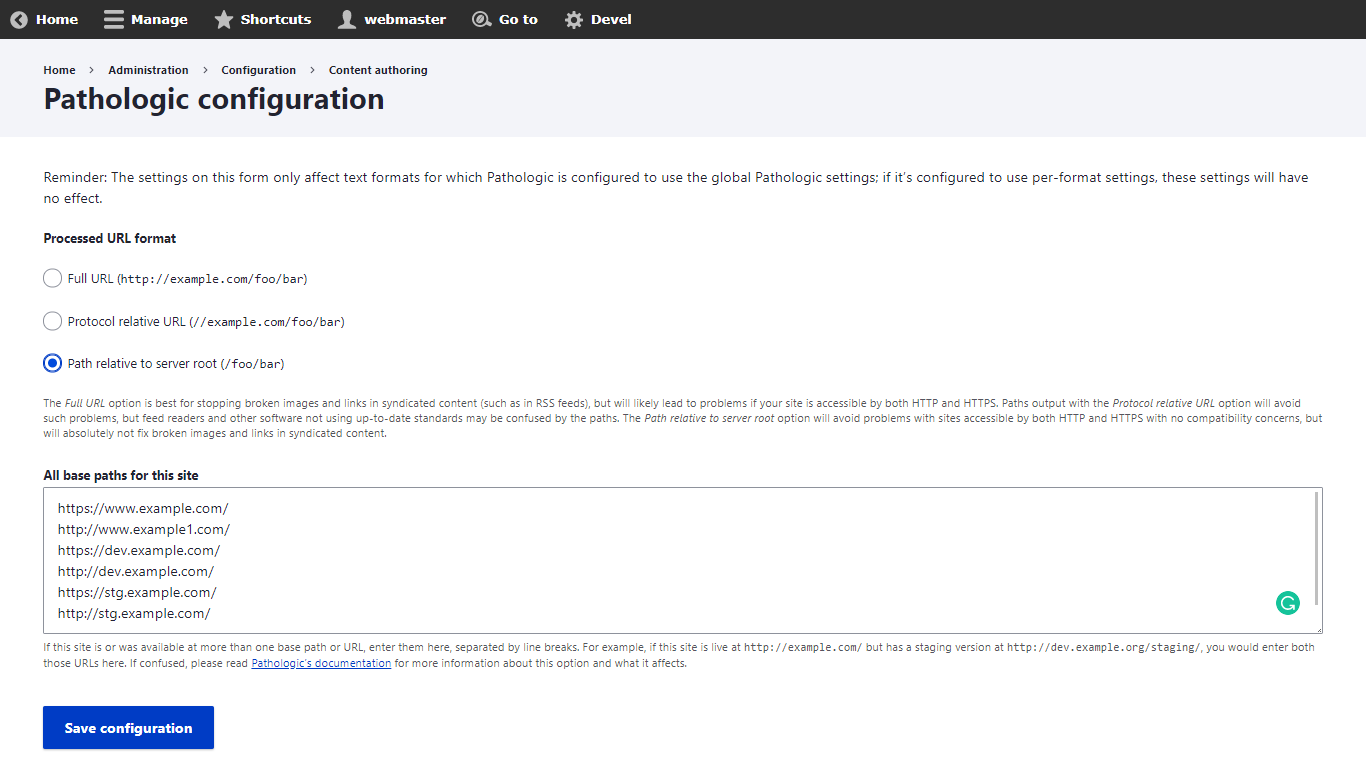 Home Manage Shortcuts webmaster Go to Devel
Home › Administration › Configuration › Content authoring
Pathologic configuration
Reminder: The settings on this form only affect text formats for which Pathologic is configured to use the global Pathologic settings; if it's configured to use per-format settings, these settings will have
no effect.
Processed URL format
Full URL (http://example.com/foo/bar)
Protocol relative URL (//example.com/foo/bar)
Path relative to server root (/foo/bar)
The Full URL option is best for stopping broken images and links in syndicated content (such as in RSS feeds), but will likely lead to problems if your site is accessible by both HTTP and HTTPS. Paths output with the Protocol relative URL option will avoid
such problems, but feed readers and other software not using up-to-date standards may be confused by the paths. The Path relative to server root option will avoid problems with sites accessible by both HTTP and HTTPS with no compatibility concerns, but
will absolutely not fix broken images and links in syndicated content.
All base paths for this site
https://www.example.com/
http://www.example1.com/
https://dev.example.com/
http://dev.example.com/
https://stg.example.com/
http://stg.example.com/
If this site is or was available at more than one base path or URL, enter them here, separated by line breaks. For example, if this site is live at http://example.com/ but has a staging version at http://dev.example.org/staging/, you would enter both
those URLs here. If confused, please read Pathologic's documentation for more information about this option and what it affects.
Save configuration